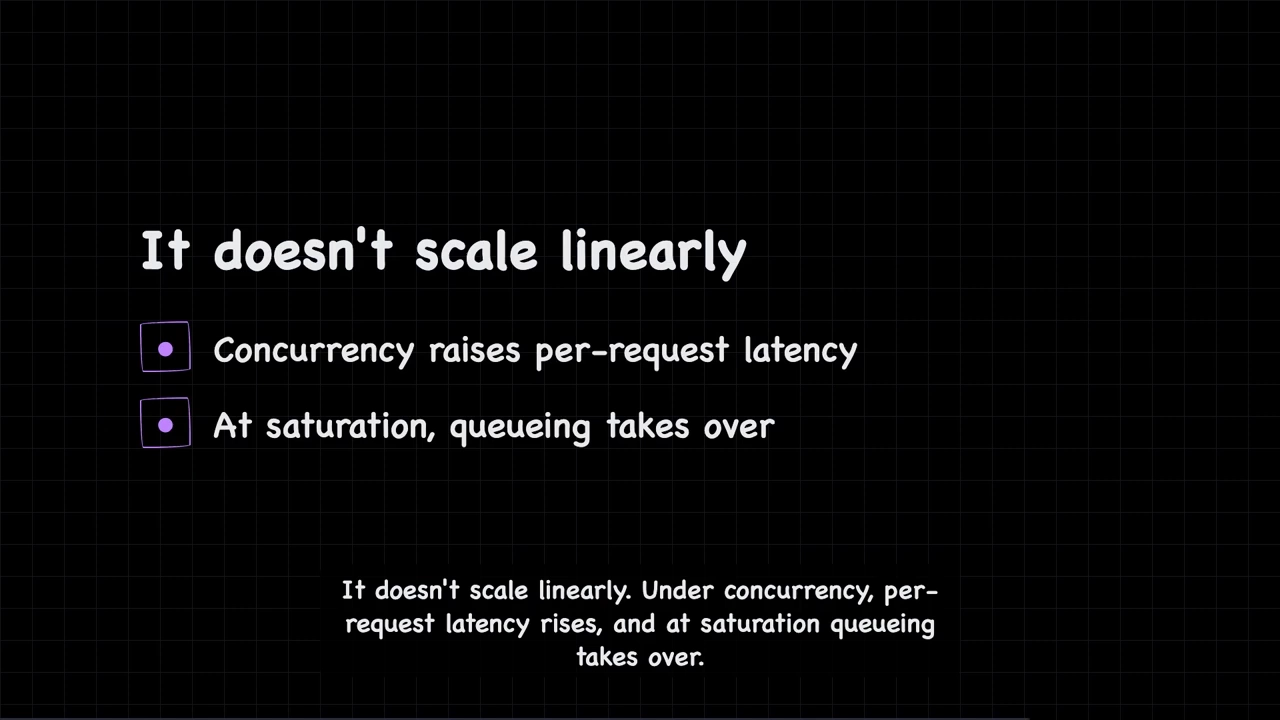 It doesn't scale linearly
Concurrency raises per-request latency
At saturation, queueing takes over
It doesn't scale linearly. Under concurrency, per-
request latency rises, and at saturation queueing
takes over.